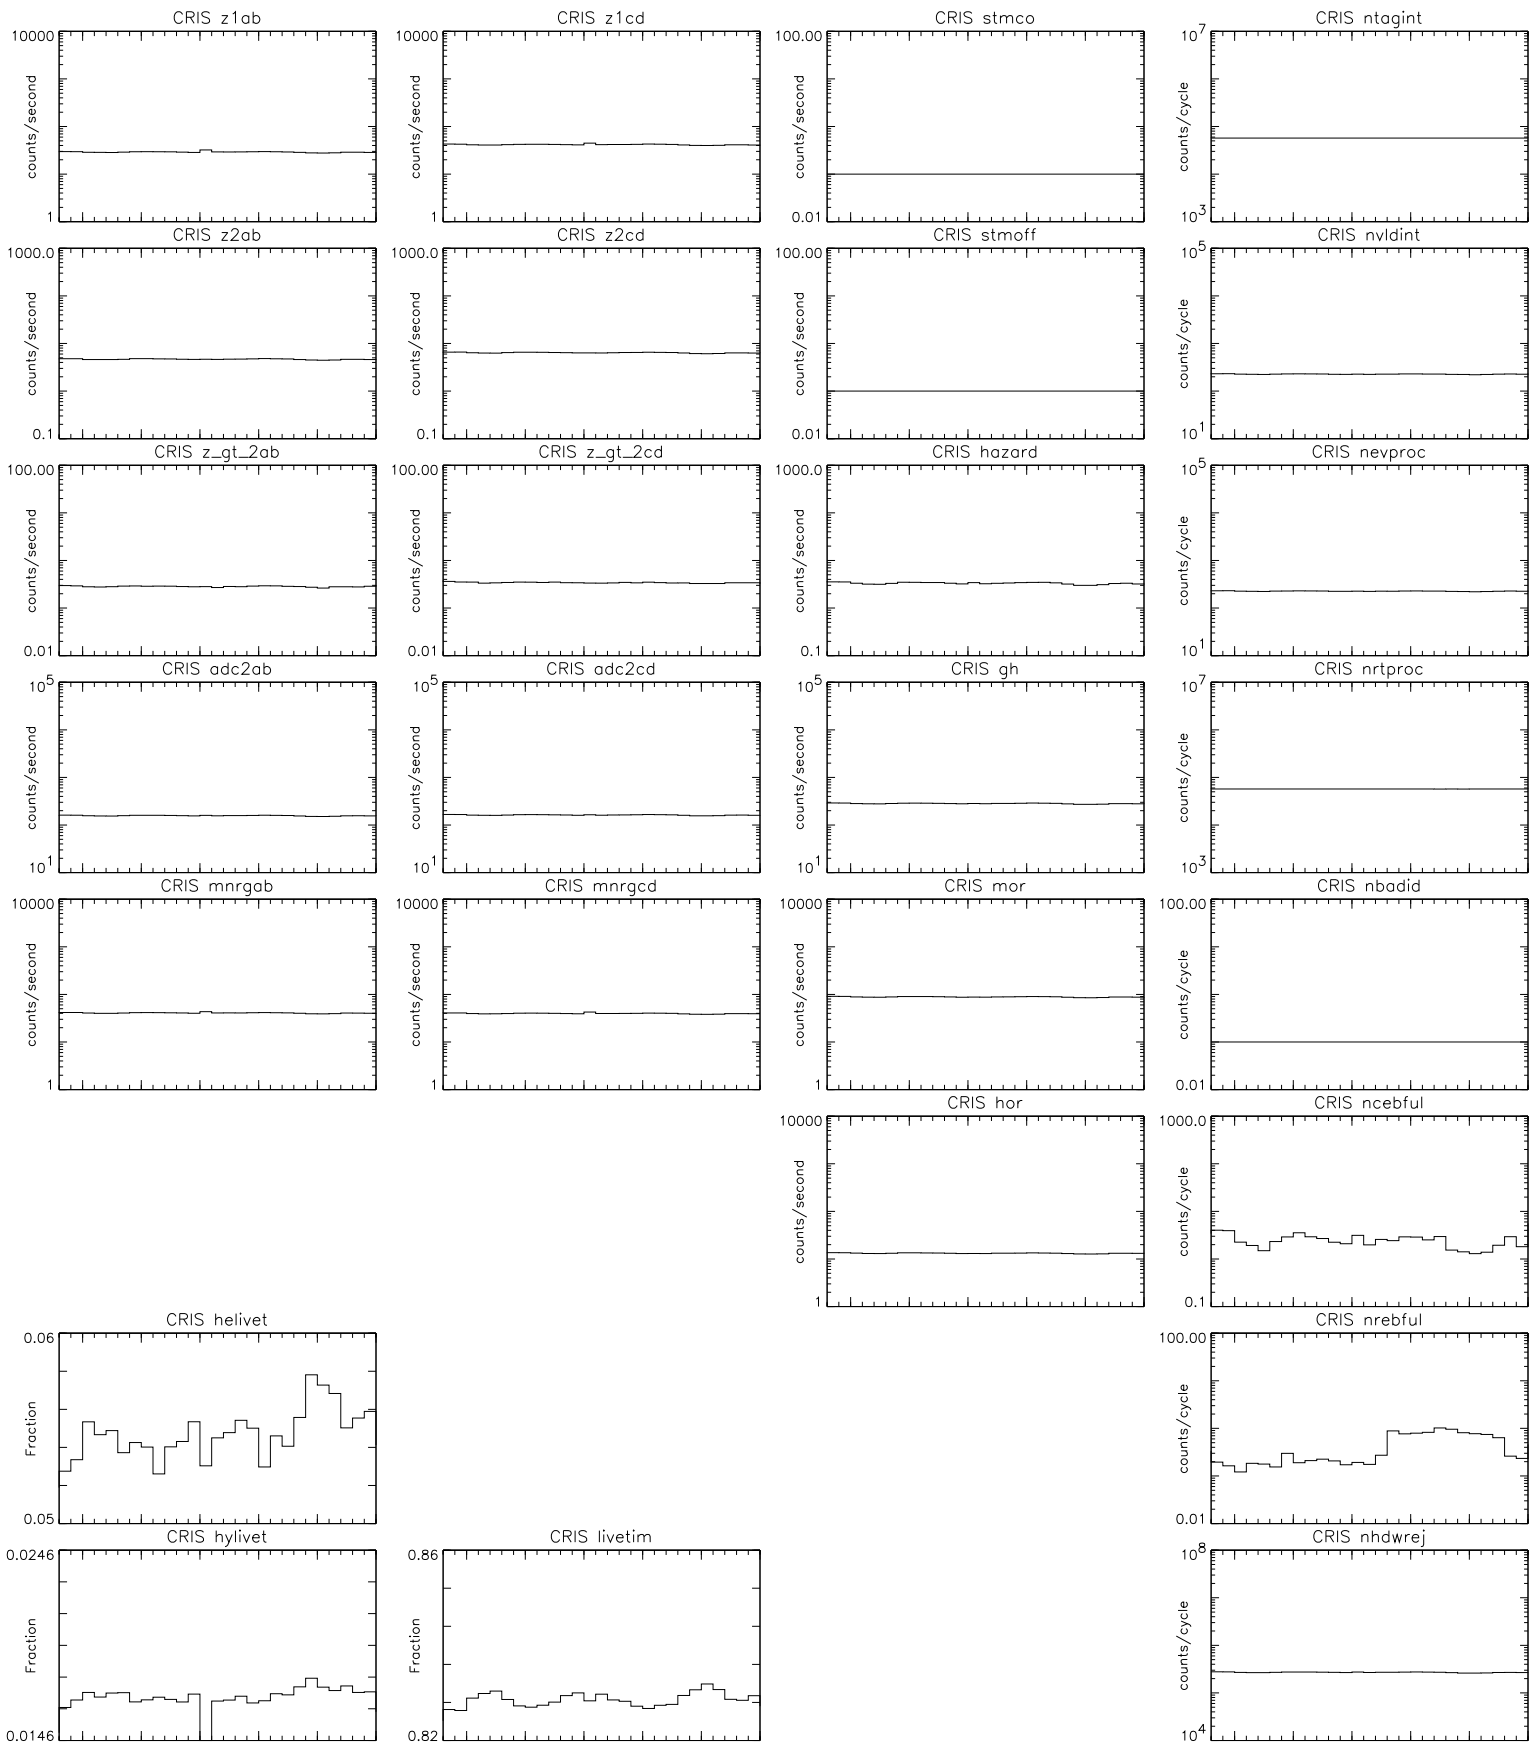 CRIS z1ab
10000
counts/second
1
CRIS z1cd
10000
counts/second
1
CRIS stmco
100.00
counts/second
0.01
CRIS ntagint
10^7
counts/cycle
10^3
CRIS z2ab
1000.0
counts/second
0.1
CRIS z2cd
1000.0
counts/second
0.1
CRIS stmoff
100.00
counts/second
0.01
CRIS nvldint
10^5
counts/cycle
10^1
CRIS z_gt_2ab
100.00
counts/second
0.01
CRIS z_gt_2cd
100.00
counts/second
0.01
CRIS hazard
1000.0
counts/second
0.1
CRIS nevproc
10^5
counts/cycle
10^1
CRIS adc2ab
10^5
counts/second
10^1
CRIS adc2cd
10^5
counts/second
10^1
CRIS gh
10^5
counts/second
10^1
CRIS nrtproc
10^7
counts/cycle
10^3
CRIS mnrgab
10000
counts/second
1
CRIS mnrgcd
10000
counts/second
1
CRIS mor
10000
counts/second
1
CRIS nbadid
100.00
counts/cycle
0.01
CRIS hor
10000
counts/second
1
CRIS ncebful
1000.0
counts/cycle
0.1
CRIS helivet
0.06
Fraction
0.05
CRIS nrebful
100.00
counts/cycle
0.01
CRIS hylivet
0.0246
Fraction
0.0146
CRIS livetim
0.86
Fraction
0.82
CRIS nhdwrej
10^8
counts/cycle
10^4